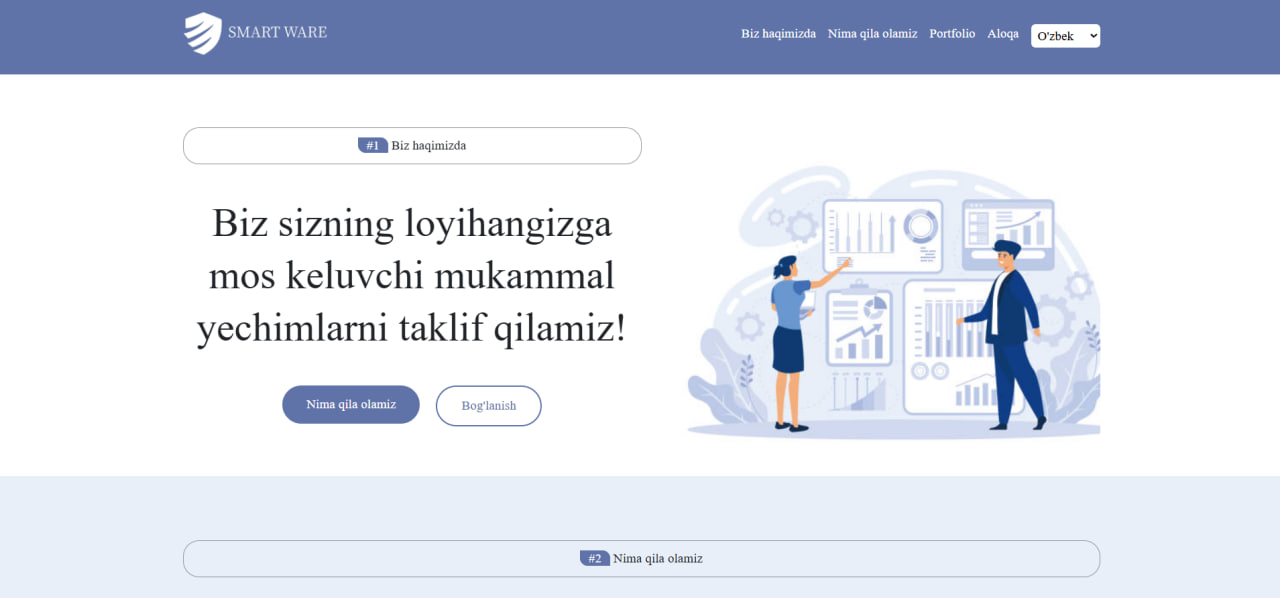 SMART WARE
Biz haqimizda Nima qila olamiz Portfolio Aloqa O'zbek
#1 Biz haqimizda
Biz sizning loyihangizga
mos keluvchi mukammal
yechimlarni taklif qilamiz!
Nima qila olamiz Bog'lanish
#2 Nima qila olamiz